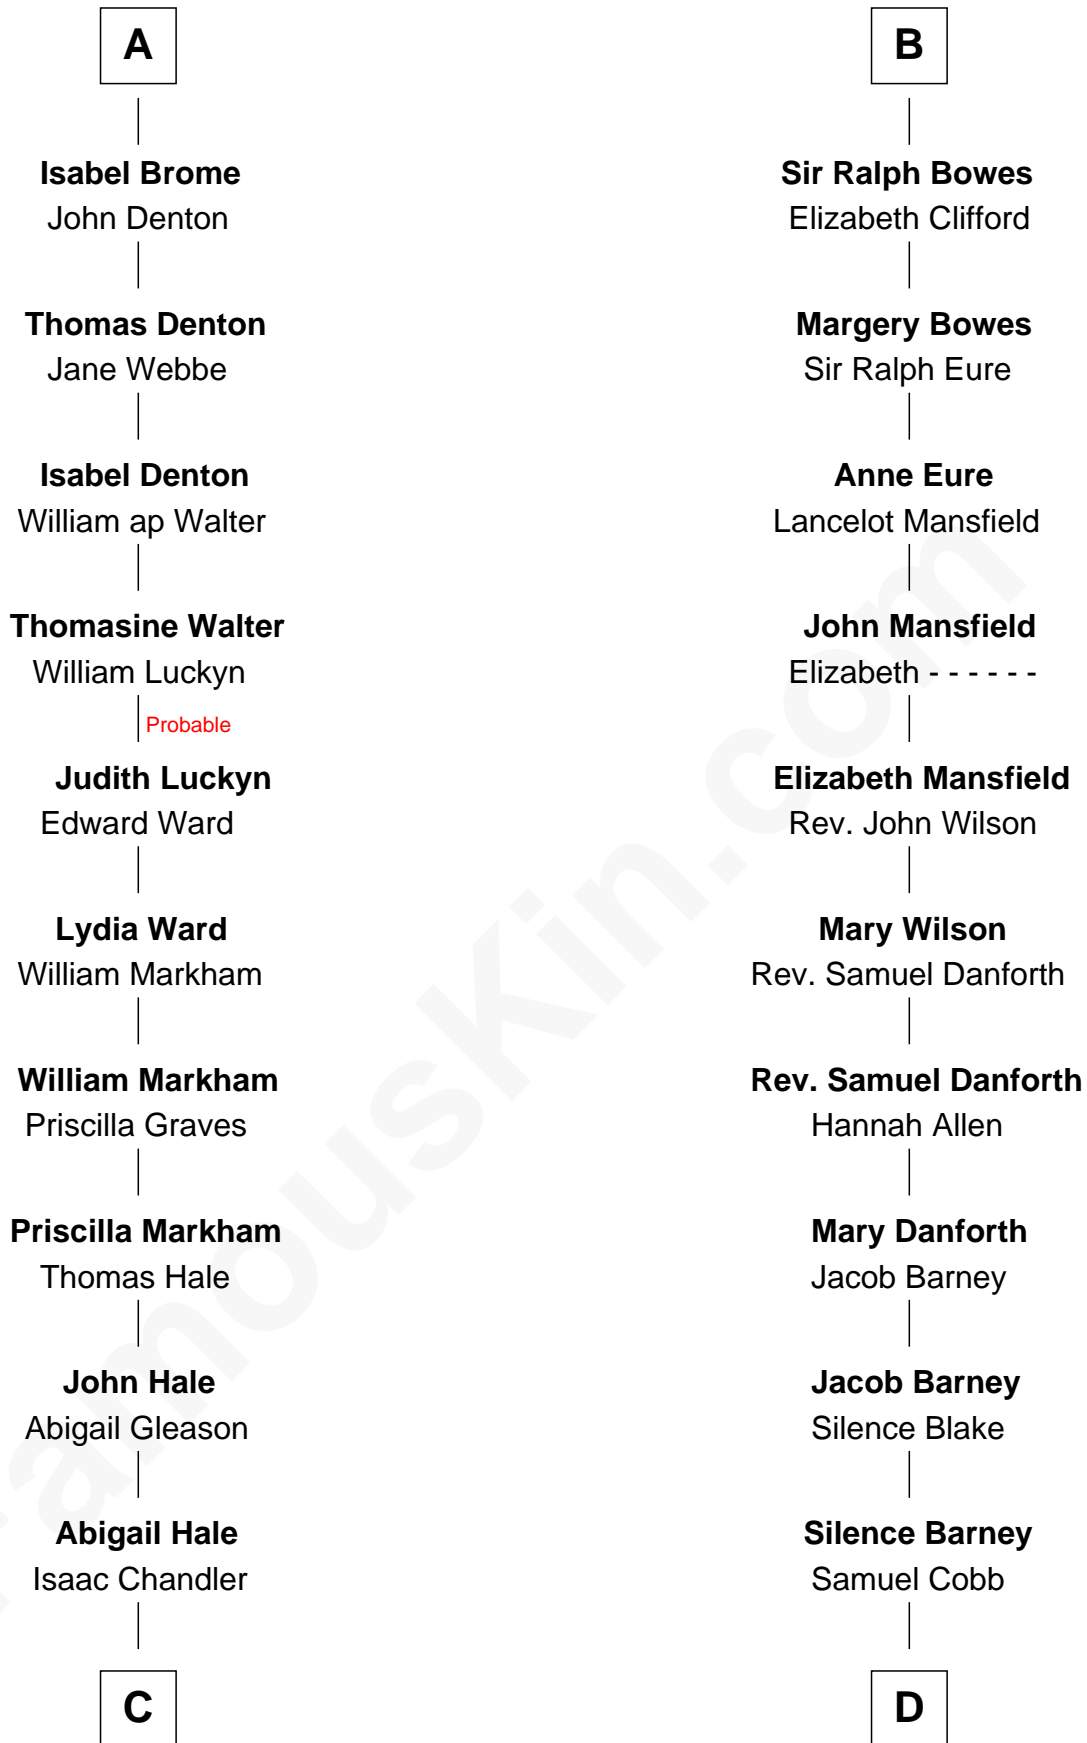 A
Isabel Brome
John Denton
Thomas Denton
Jane Webbe
Isabel Denton
William ap Walter
Thomasine Walter
William Luckyn
Probable
Judith Luckyn
Edward Ward
Lydia Ward
William Markham
William Markham
Priscilla Graves
Priscilla Markham
Thomas Hale
John Hale
Abigail Gleason
Abigail Hale
Isaac Chandler
C
B
Sir Ralph Bowes
Elizabeth Clifford
Margery Bowes
Sir Ralph Eure
Anne Eure
Lancelot Mansfield
John Mansfield
Elizabeth - - - - - -
Elizabeth Mansfield
Rev. John Wilson
Mary Wilson
Rev. Samuel Danforth
Rev. Samuel Danforth
Hannah Allen
Mary Danforth
Jacob Barney
Jacob Barney
Silence Blake
Silence Barney
Samuel Cobb
D
FamousKin.com